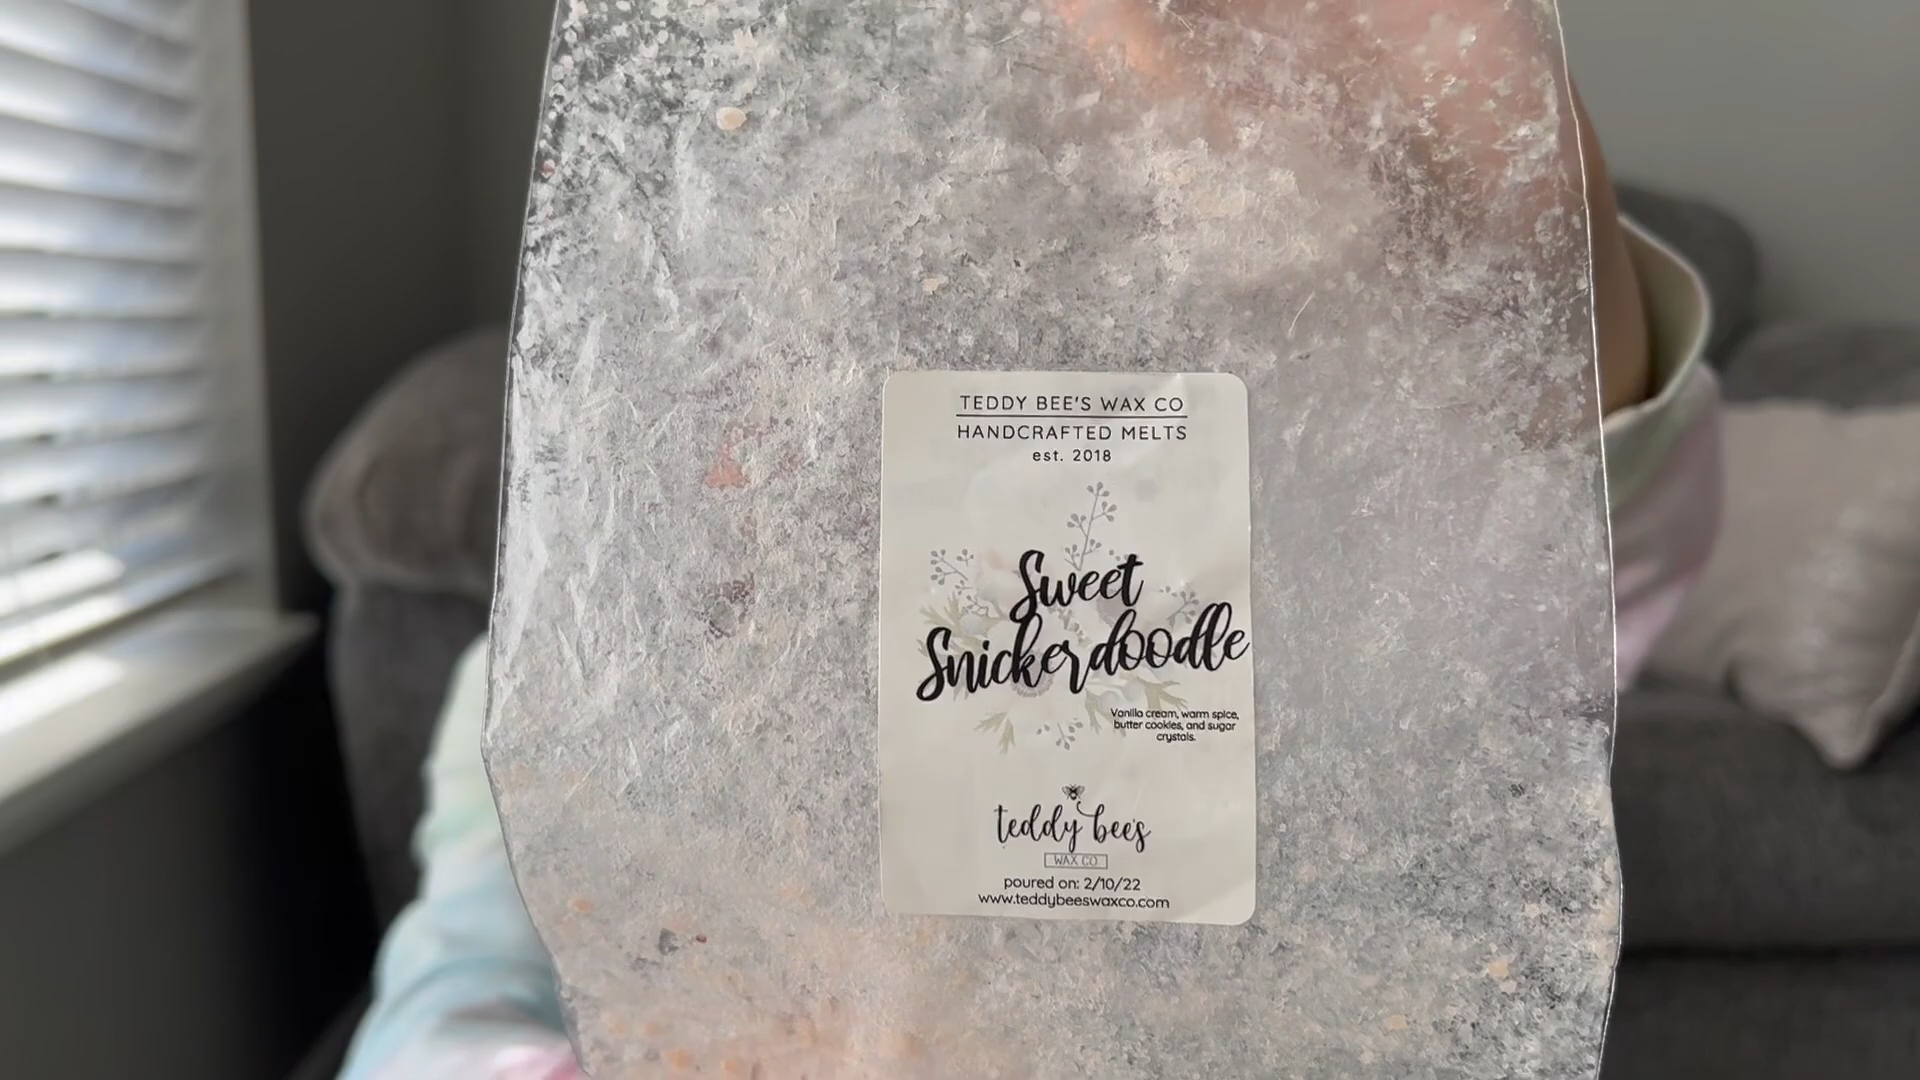 TEDDY BEE'S WAX CO
HANDCRAFTED MELTS
est. 2018
Sweet
Snickerdoodle
Vanilla cream, warm spice,
butter cookies, and sugar
crystals.
teddy bee's
WAX CO
poured on: 2/10/22
www.teddybeeswaxco.com